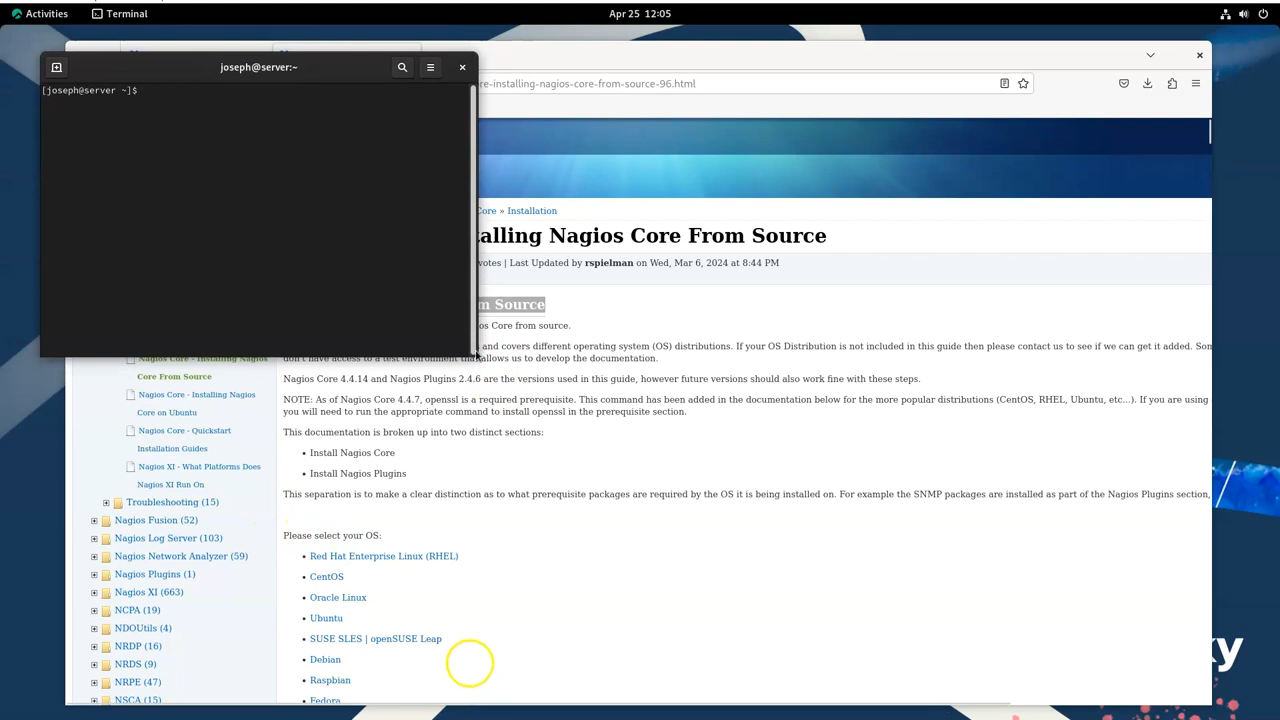 Activities Terminal Apr 25 12:05
joseph@server:~
[joseph@server ~]$
re-installing-nagios-core-from-source-96.html
Core » Installation
talling Nagios Core From Source
votes | Last Updated by rspielman on Wed, Mar 6, 2024 at 8:44 PM
m Source
os Core from source.
and covers different operating system (OS) distributions. If your OS Distribution is not included in this guide then please contact us to see if we can get it added. Som
don't have access to a test environment that allows us to develop the documentation.
Nagios Core 4.4.14 and Nagios Plugins 2.4.6 are the versions used in this guide, however future versions should also work fine with these steps.
NOTE: As of Nagios Core 4.4.7, openssl is a required prerequisite. This command has been added in the documentation below for the more popular distributions (CentOS, RHEL, Ubuntu, etc...). If you are using
you will need to run the appropriate command to install openssl in the prerequisite section.
This documentation is broken up into two distinct sections:
• Install Nagios Core
• Install Nagios Plugins
This separation is to make a clear distinction as to what prerequisite packages are required by the OS it is being installed on. For example the SNMP packages are installed as part of the Nagios Plugins section,
Please select your OS:
• Red Hat Enterprise Linux (RHEL)
• CentOS
• Oracle Linux
• Ubuntu
• SUSE SLES | openSUSE Leap
• Debian
• Raspbian
• Fedora
Nagios Core - Installing Nagios
Core From Source
Nagios Core - Installing Nagios
Core on Ubuntu
Nagios Core - Quickstart
Installation Guides
Nagios XI - What Platforms Does
Nagios XI Run On
Troubleshooting (15)
Nagios Fusion (52)
Nagios Log Server (103)
Nagios Network Analyzer (59)
Nagios Plugins (1)
Nagios XI (663)
NCPA (19)
NDOUtils (4)
NRDP (16)
NRDS (9)
NRPE (47)
NSCA (15)
ky